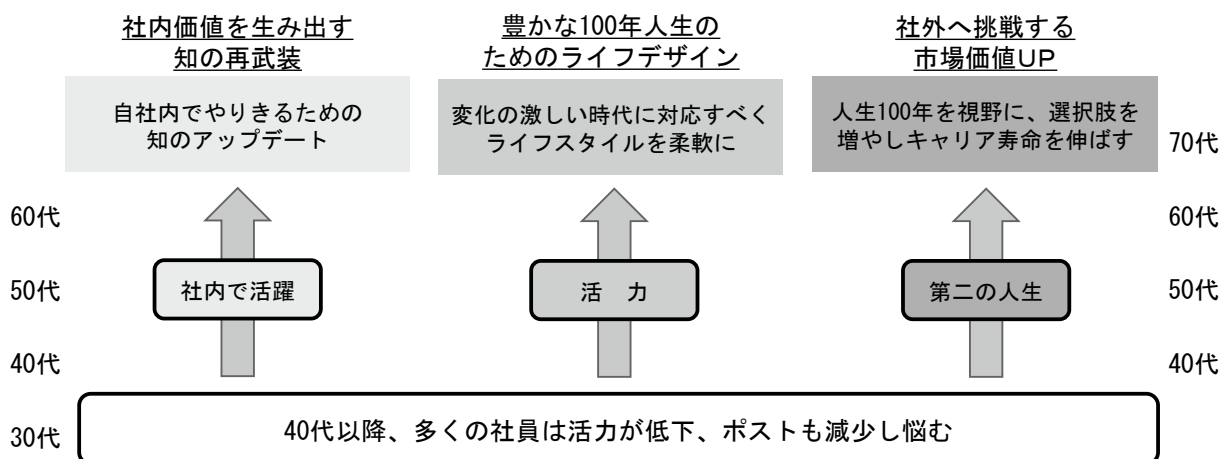 社内価値を生み出す
知の再武装
豊かな100年人生の
ためのライフデザイン
社外へ挑戦する
市場価値UP
自社内でやりきるための
知のアップデート
変化の激しい時代に対応すべく
ライフスタイルを柔軟に
人生100年を視野に、選択肢を
増やしキャリア寿命を伸ばす
70代
60代
60代
50代
社内で活躍
活 力
第二の人生
50代
40代
40代
30代
40代以降、多くの社員は活力が低下、ポストも減少し悩む